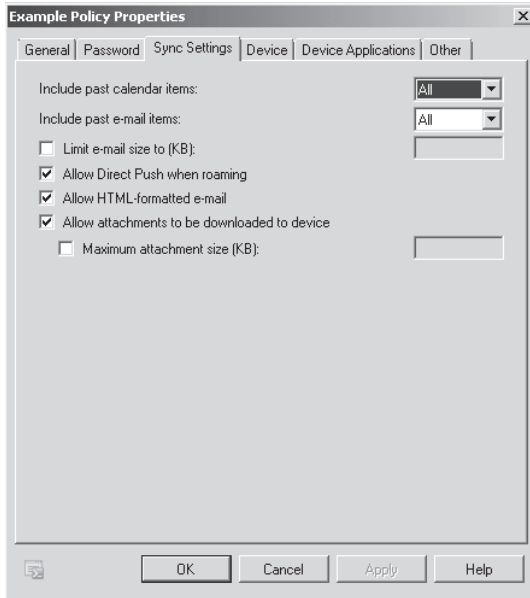 Example Policy Properties
General Password Sync Settings Device Device Applications Other
Include past calendar items: All
Include past e-mail items: All
Limit e-mail size to (KB):
Allow Direct Push when roaming
Allow HTML-formatted e-mail
Allow attachments to be downloaded to device
Maximum attachment size (KB):
OK Cancel Apply Help